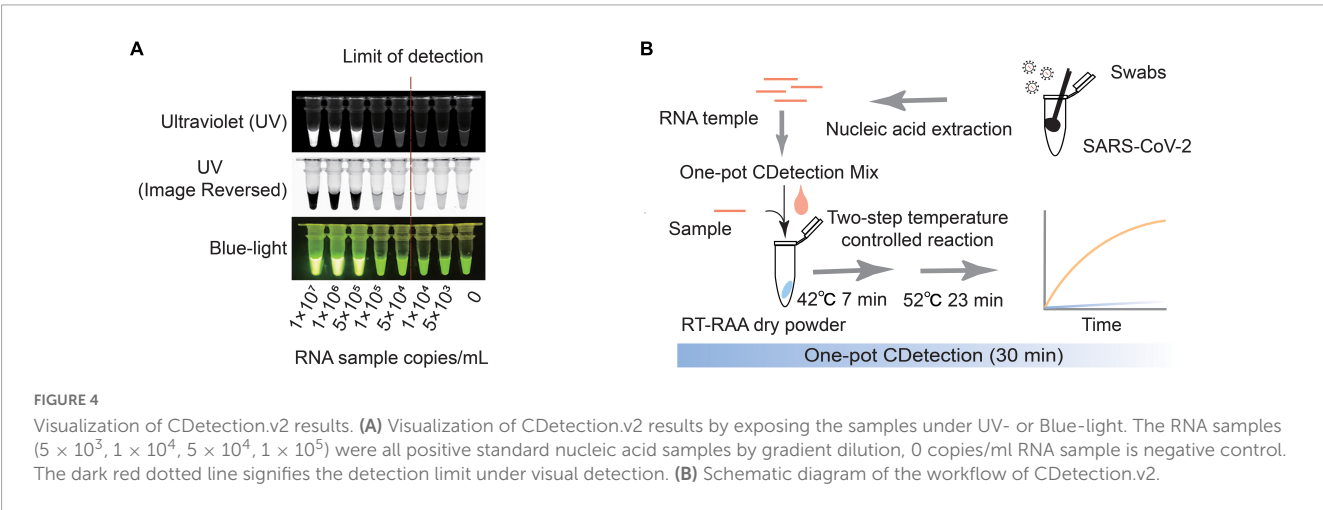 A
Limit of detection
Ultraviolet (UV)
UV
(Image Reversed)
Blue-light
1×10⁷
1×10⁶
5×10⁵
1×10⁵
5×10⁴
1×10⁴
5×10³
0
RNA sample copies/mL
B
Swabs
SARS-CoV-2
Nucleic acid extraction
RNA temple
One-pot CDetection Mix
Sample
Two-step temperature
controlled reaction
42℃ 7 min
52℃ 23 min
RT-RAA dry powder
Time
One-pot CDetection (30 min)
FIGURE 4
Visualization of CDetection.v2 results. (A) Visualization of CDetection.v2 results by exposing the samples under UV- or Blue-light. The RNA samples
(5 × 10³, 1 × 10⁴, 5 × 10⁴, 1 × 10⁵) were all positive standard nucleic acid samples by gradient dilution, 0 copies/ml RNA sample is negative control.
The dark red dotted line signifies the detection limit under visual detection. (B) Schematic diagram of the workflow of CDetection.v2.